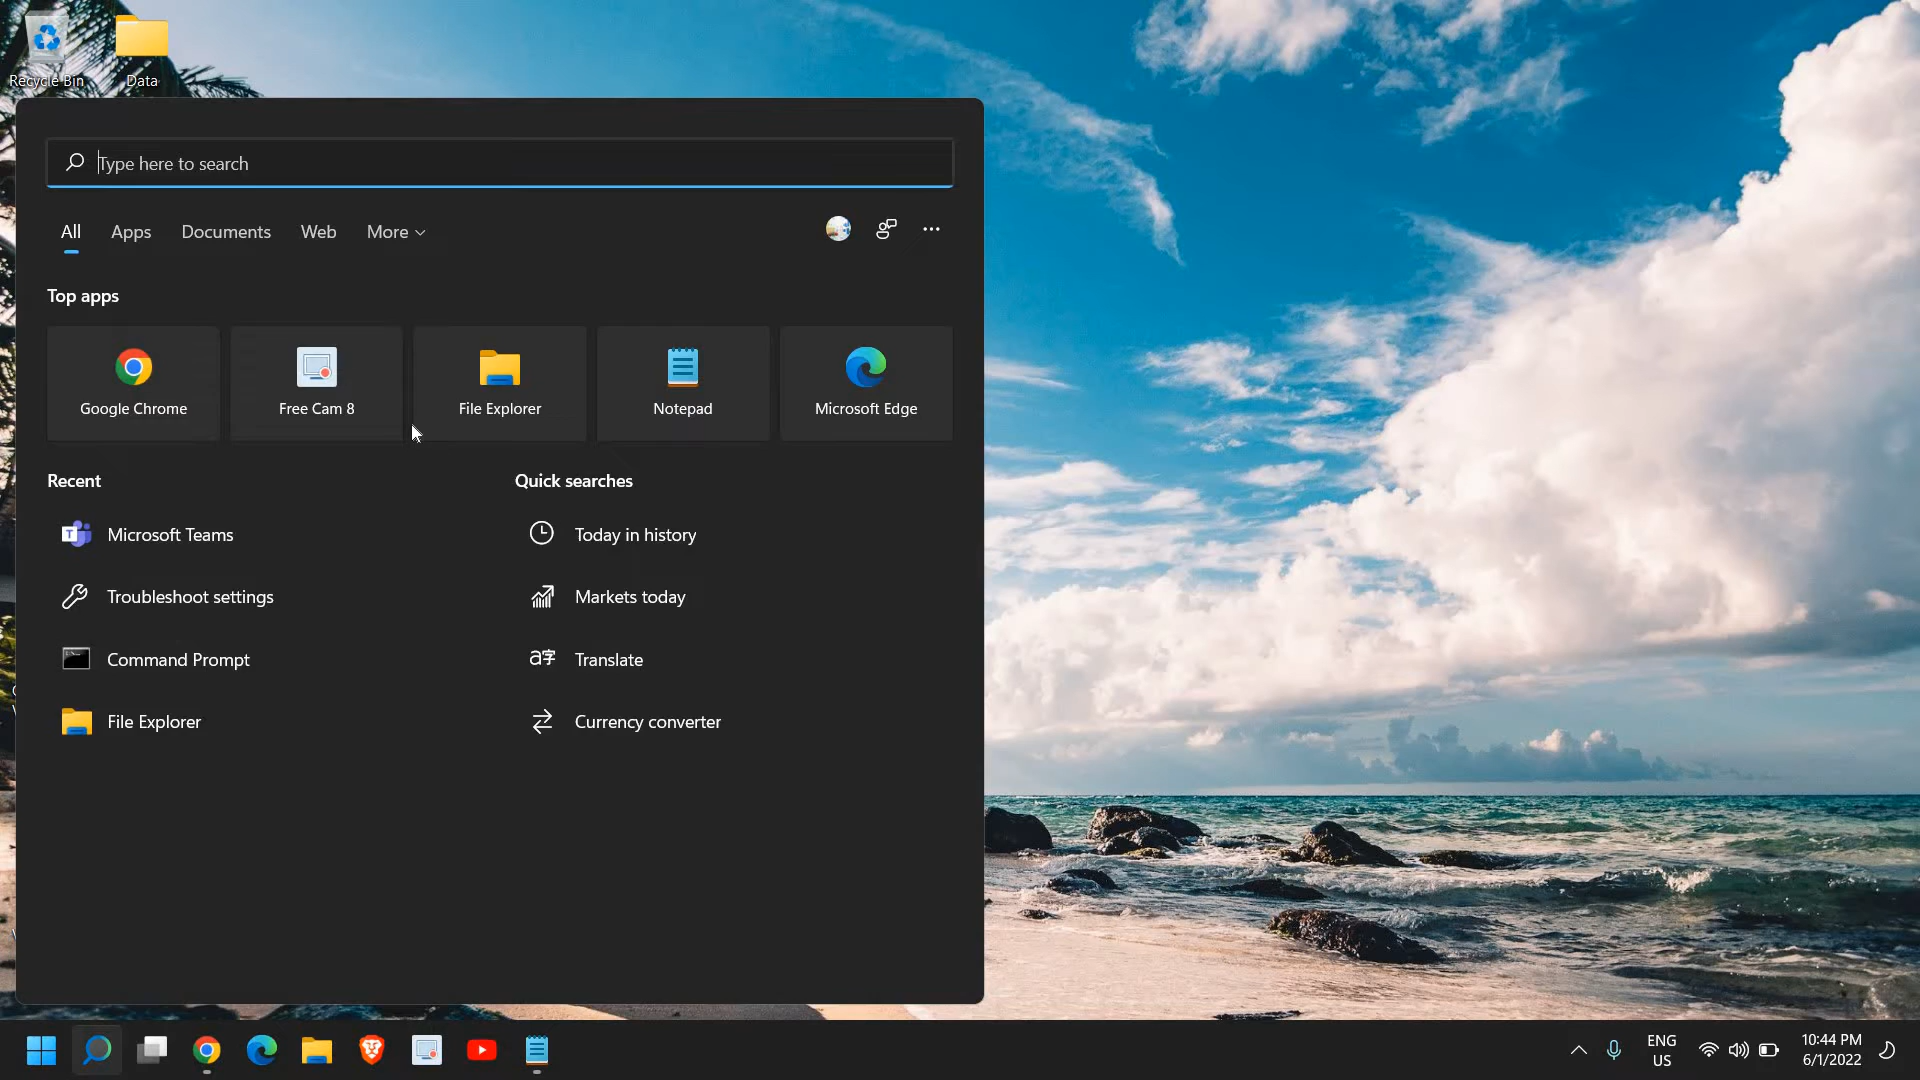 Recycle Bin
Data
Type here to search
All
Apps
Documents
Web
More
Top apps
Google Chrome
Free Cam 8
File Explorer
Notepad
Microsoft Edge
Recent
Quick searches
Microsoft Teams
Today in history
Troubleshoot settings
Markets today
Command Prompt
Translate
File Explorer
Currency converter
ENG
US
10:44 PM
6/1/2022